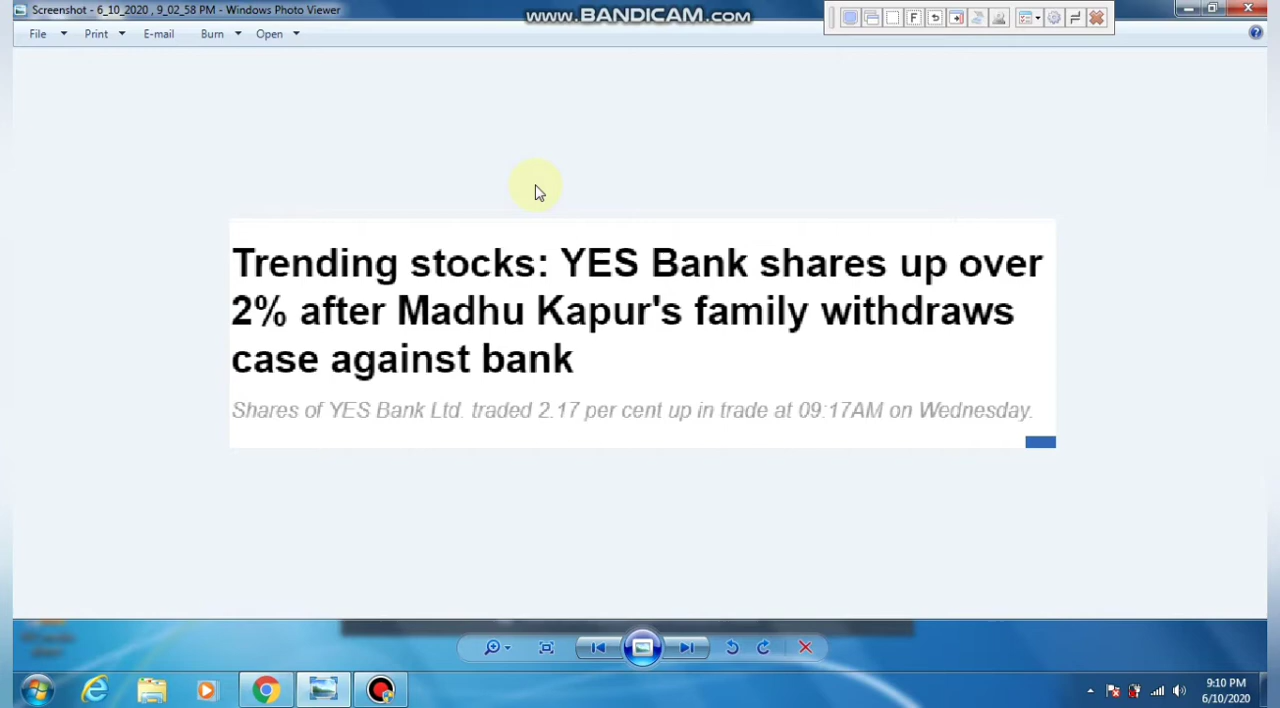 Screenshot - 6_10_2020 , 9_02_58 PM - Windows Photo Viewer
www.BANDICAM.com
File Print E-mail Burn Open
F
Trending stocks: YES Bank shares up over
2% after Madhu Kapur's family withdraws
case against bank
Shares of YES Bank Ltd. traded 2.17 per cent up in trade at 09:17AM on Wednesday.
9:10 PM
6/10/2020